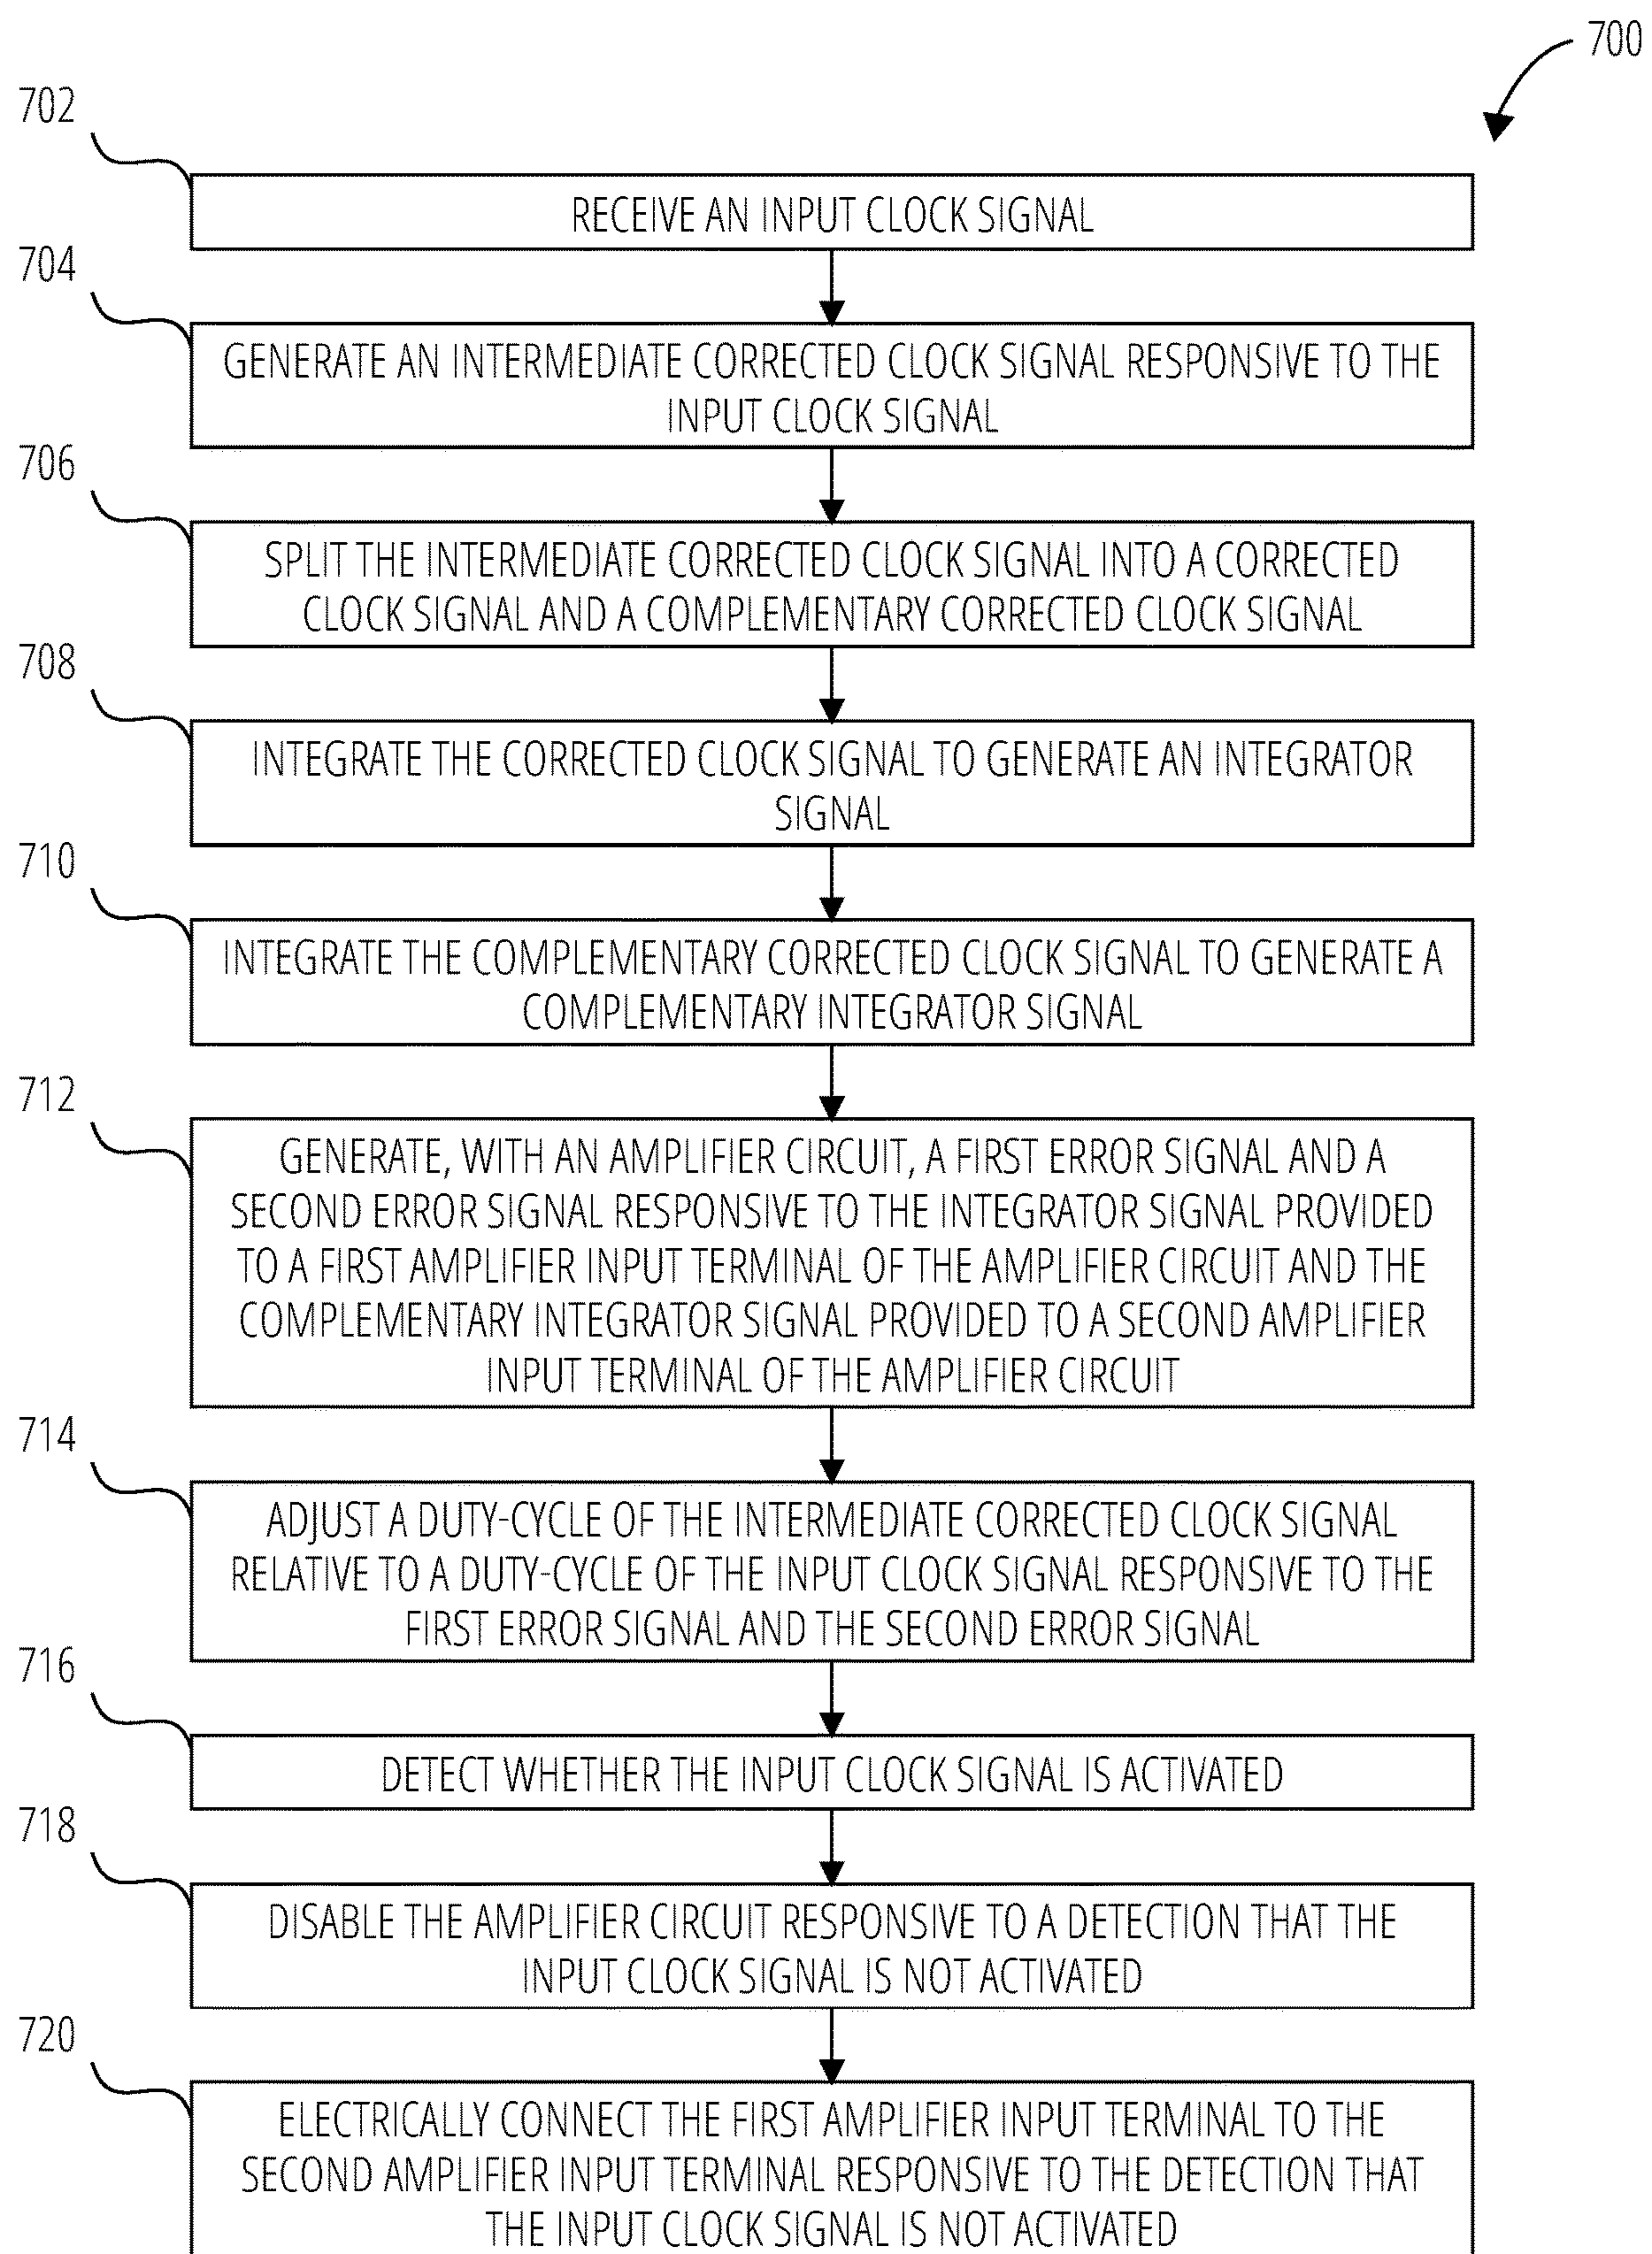 700
702
RECEIVE AN INPUT CLOCK SIGNAL
704
GENERATE AN INTERMEDIATE CORRECTED CLOCK SIGNAL RESPONSIVE TO THE
INPUT CLOCK SIGNAL
706
SPLIT THE INTERMEDIATE CORRECTED CLOCK SIGNAL INTO A CORRECTED
CLOCK SIGNAL AND A COMPLEMENTARY CORRECTED CLOCK SIGNAL
708
INTEGRATE THE CORRECTED CLOCK SIGNAL TO GENERATE AN INTEGRATOR
SIGNAL
710
INTEGRATE THE COMPLEMENTARY CORRECTED CLOCK SIGNAL TO GENERATE A
COMPLEMENTARY INTEGRATOR SIGNAL
712
GENERATE, WITH AN AMPLIFIER CIRCUIT, A FIRST ERROR SIGNAL AND A
SECOND ERROR SIGNAL RESPONSIVE TO THE INTEGRATOR SIGNAL PROVIDED
TO A FIRST AMPLIFIER INPUT TERMINAL OF THE AMPLIFIER CIRCUIT AND THE
COMPLEMENTARY INTEGRATOR SIGNAL PROVIDED TO A SECOND AMPLIFIER
INPUT TERMINAL OF THE AMPLIFIER CIRCUIT
714
ADJUST A DUTY-CYCLE OF THE INTERMEDIATE CORRECTED CLOCK SIGNAL
RELATIVE TO A DUTY-CYCLE OF THE INPUT CLOCK SIGNAL RESPONSIVE TO THE
FIRST ERROR SIGNAL AND THE SECOND ERROR SIGNAL
716
DETECT WHETHER THE INPUT CLOCK SIGNAL IS ACTIVATED
718
DISABLE THE AMPLIFIER CIRCUIT RESPONSIVE TO A DETECTION THAT THE
INPUT CLOCK SIGNAL IS NOT ACTIVATED
720
ELECTRICALLY CONNECT THE FIRST AMPLIFIER INPUT TERMINAL TO THE
SECOND AMPLIFIER INPUT TERMINAL RESPONSIVE TO THE DETECTION THAT
THE INPUT CLOCK SIGNAL IS NOT ACTIVATED